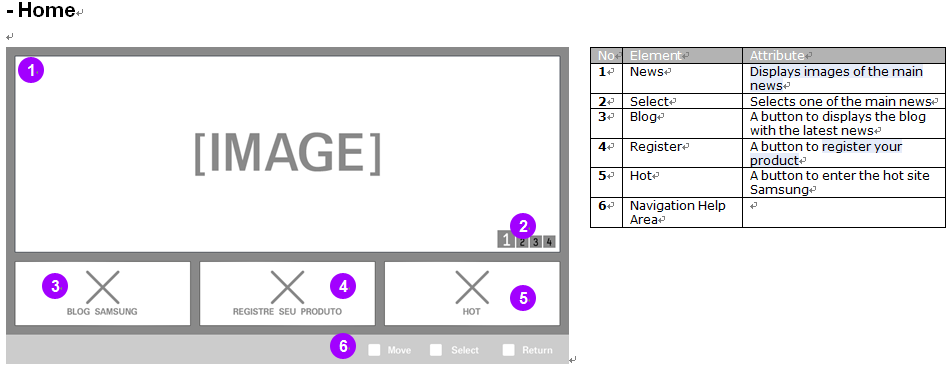 - Home
1
[IMAGE]
2
1 2 3 4
3
BLOG SAMSUNG
4
REGISTRE SEU PRODUTO
5
HOT
6
Move Select Return
No Element Attribute
1 News Displays images of the main
news
2 Select Selects one of the main news
3 Blog A button to displays the blog
with the latest news
4 Register A button to register your
product
5 Hot A button to enter the hot site
Samsung
6 Navigation Help
Area